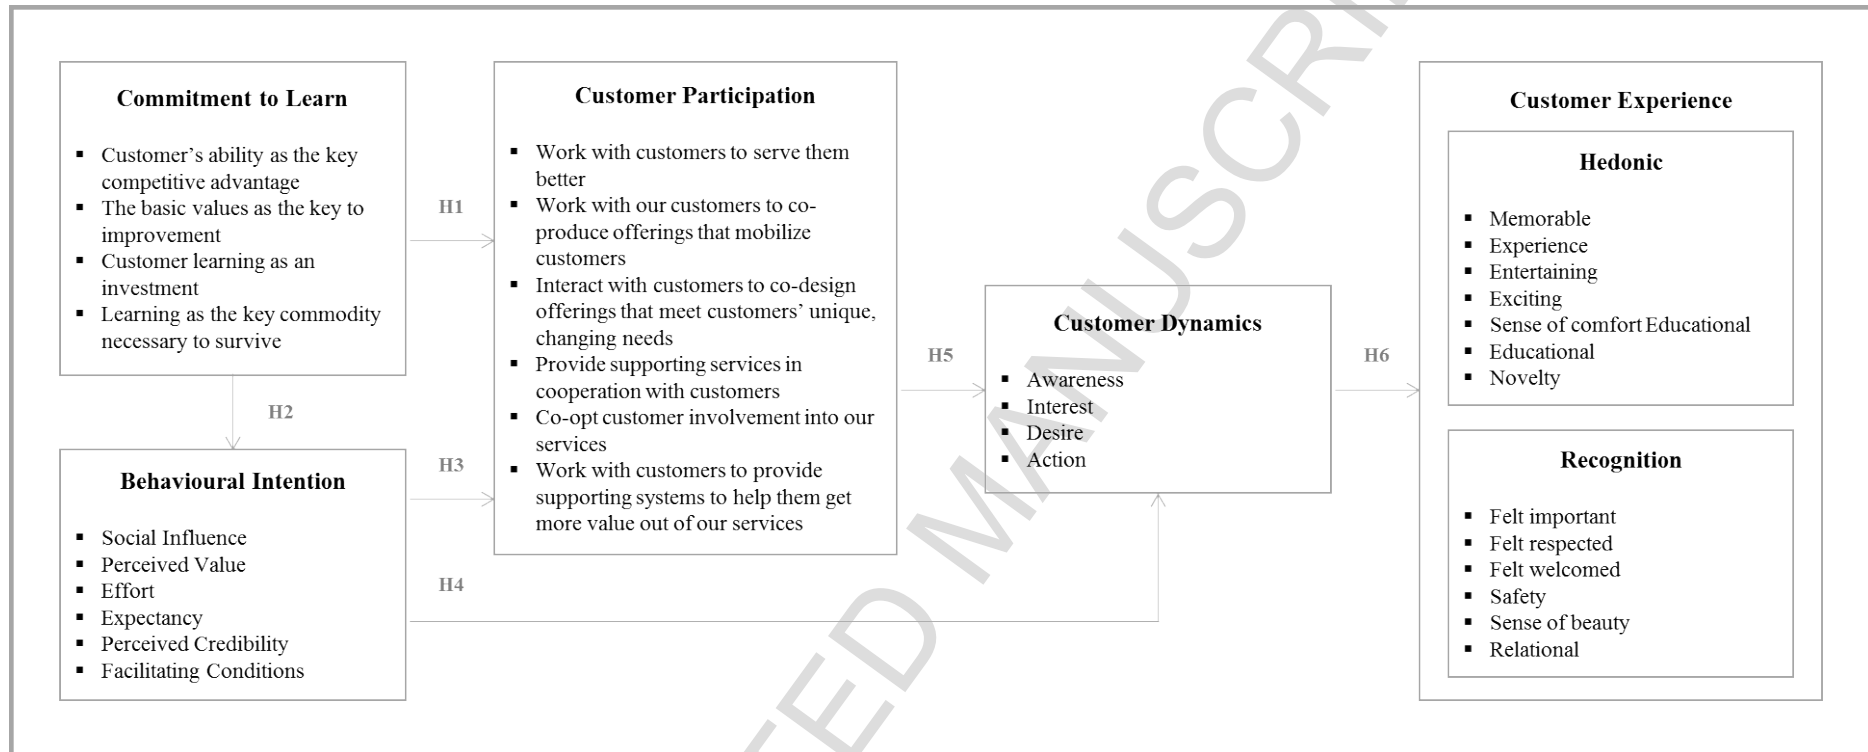 Commitment to Learn
▪ Customer’s ability as the key
competitive advantage
▪ The basic values as the key to
improvement
▪ Customer learning as an
investment
▪ Learning as the key commodity
necessary to survive
H1
H2
Behavioural Intention
▪ Social Influence
▪ Perceived Value
▪ Effort
▪ Expectancy
▪ Perceived Credibility
▪ Facilitating Conditions
H3
H4
Customer Participation
▪ Work with customers to serve them
better
▪ Work with our customers to co-
produce offerings that mobilize
customers
▪ Interact with customers to co-design
offerings that meet customers’ unique,
changing needs
▪ Provide supporting services in
cooperation with customers
▪ Co-opt customer involvement into our
services
▪ Work with customers to provide
supporting systems to help them get
more value out of our services
H5
Customer Dynamics
▪ Awareness
▪ Interest
▪ Desire
▪ Action
H6
Customer Experience
Hedonic
▪ Memorable
▪ Experience
▪ Entertaining
▪ Exciting
▪ Sense of comfort Educational
▪ Educational
▪ Novelty
Recognition
▪ Felt important
▪ Felt respected
▪ Felt welcomed
▪ Safety
▪ Sense of beauty
▪ Relational
TED MANUSCRI